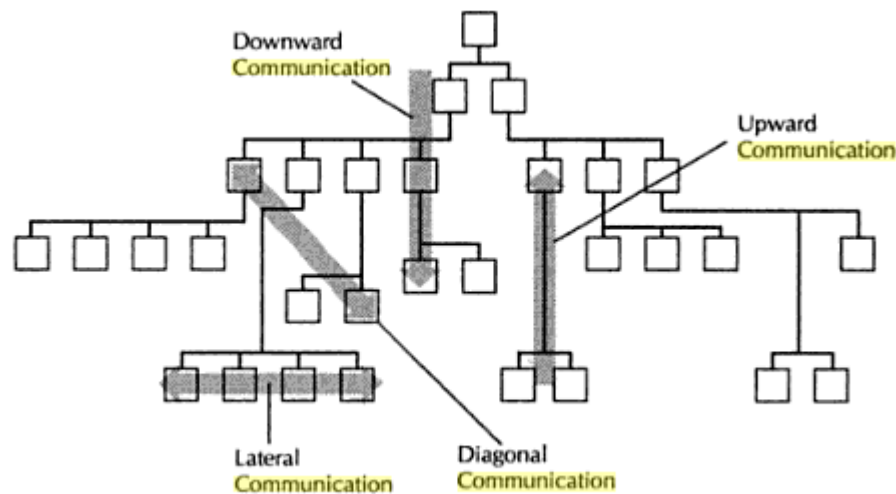 Downward
Communication
Upward
Communication
Lateral
Communication
Diagonal
Communication